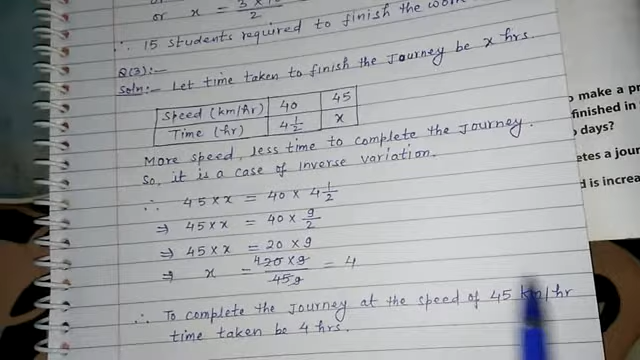 or x = 3 × 
2
∴ 15 students required to finish the work
Q(3):-
Soln:- Let time taken to finish the Journey be x hrs.
Speed (km/hr) 40 45
Time (hr) 4 1/2 x
More speed, less time to complete the Journey.
So, it is a case of Inverse variation.
∴ 45 × x = 40 × 4 1/2
⇒ 45 × x = 40 × 9/2
⇒ 45 × x = 20 × 9
⇒ x = 20 × 9 / 45 = 4
∴ To complete the Journey at the speed of 45 km/hr
time taken be 4 hrs.
make a
finished in
days?
etes a jour
d is increa